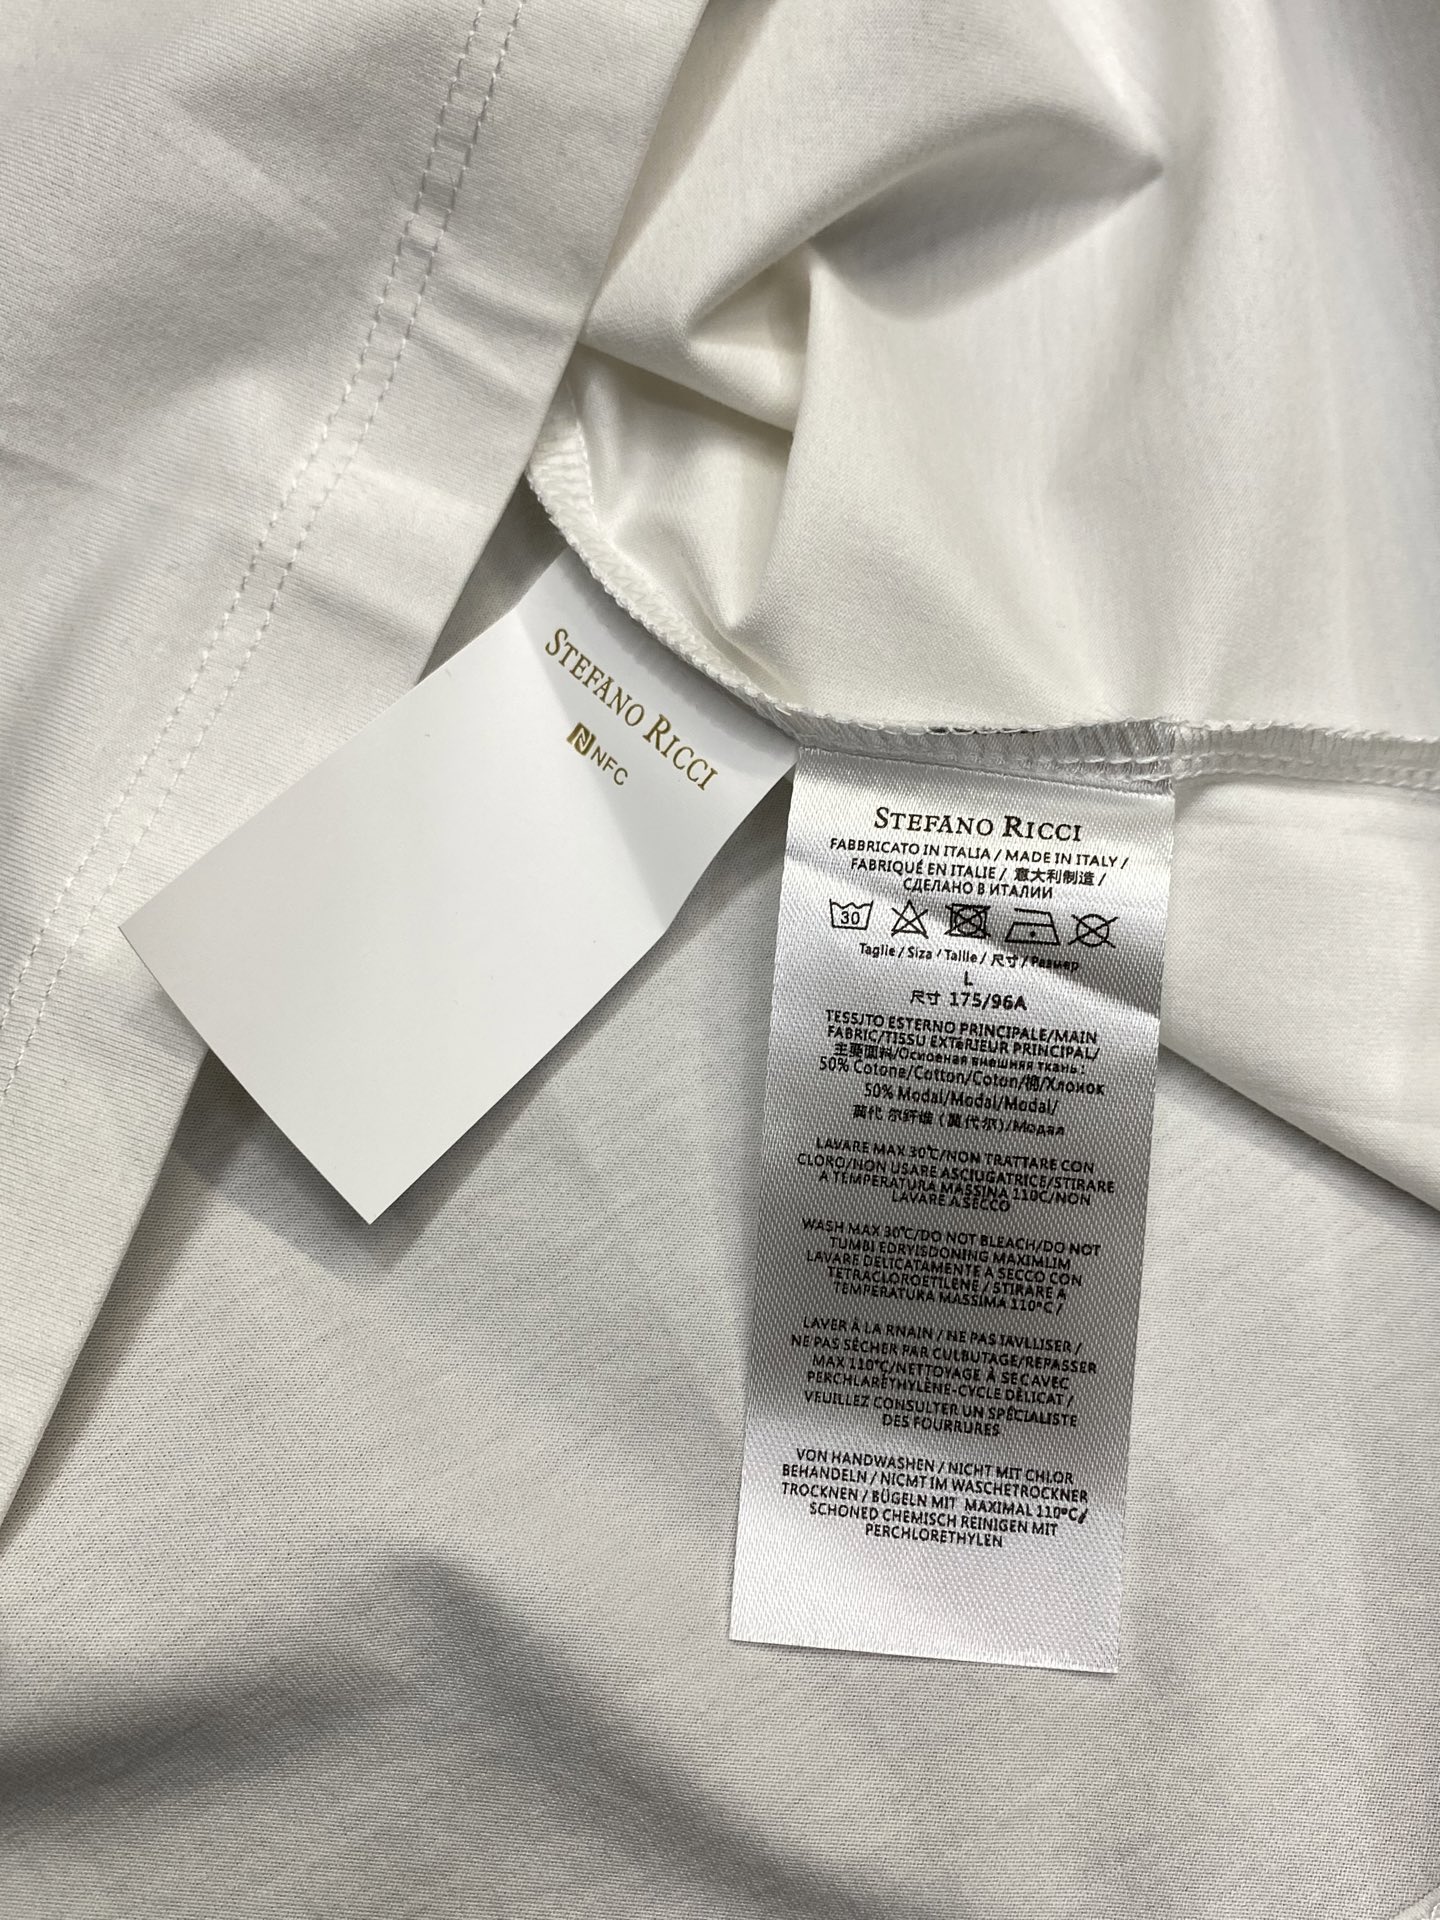 STEFANO RICCI
NFC
STEFANO RICCI
FABBRICATO IN ITALIA / MADE IN ITALY /
FABRIQUÉ EN ITALIE / 意大利制造 /
СДЕЛАНО В ИТАЛИИ
30
Taglie / Siza / Taille / 尺寸 / Размер
L
尺寸 175/96A
TESSJTO ESTERNO PRINCIPALE/MAIN
FABRIC/TISSU EXTéRIEUR PRINCIPAL/
主要面料/Основная внешняя ткань:
50% Cotone/Cotton/Coton/棉/Хлопок
50% Modal/Modal/Modal/
莫代 尔纤维 (莫代尔)/Модал
LAVARE MAX 30℃/NON TRATTARE CON
CLORO/NON USARE ASCIUGATRICE/STIRARE
A TEMPERATURA MASSINA 110C/NON
LAVARE A SECCO
WASH MAX 30℃/DO NOT BLEACH/DO NOT
TUMBI EDRYISDONING MAXIMLIM
LAVARE DELICATAMENTE A SECCO CON
TETRACLOROETILENE / STIRARE A
TEMPERATURA MASSIMA 110°C /
LAVER À LA RNAIN / NE PAS IAVLLISER /
NE PAS SÉCHER PAR CULBUTAGE/REPASSER
MAX 110℃/NETTOYAGE À SECAVEC
PERCHLARÉTHYLÈNE-CYCLE DÉLICAT /
VEUILLEZ CONSULTER UN SPÉCIALISTE
DES FOURRURES
VON HANDWASHEN / NICHT MIT CHLOR
BEHANDELN / NICMT IM WASCHETROCKNER
TROCKNEN / BÜGELN MIT MAXIMAL 110°C/
SCHONED CHEMISCH REINIGEN MIT
PERCHLORETHYLEN